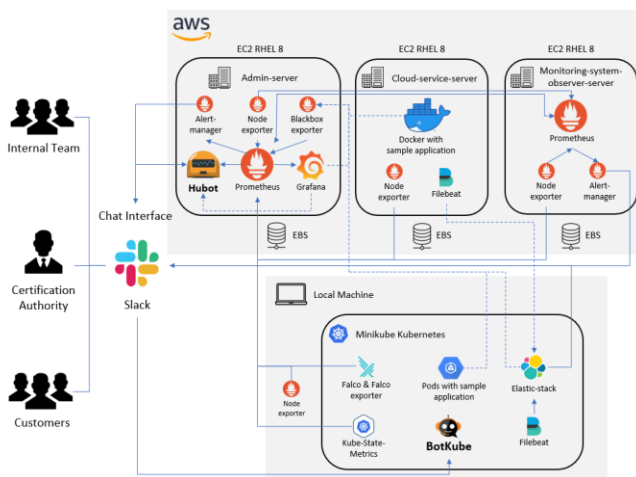 aws
EC2 RHEL 8
EC2 RHEL 8
EC2 RHEL 8
Admin-server
Cloud-service-server
Monitoring-system-
observer-server
Internal Team
Alert-
manager
Node
exporter
Blackbox
exporter
Docker with
sample application
Prometheus
Hubot
Prometheus
Grafana
Node
exporter
Filebeat
Node
exporter
Alert-
manager
Chat Interface
EBS
EBS
EBS
Certification
Authority
Slack
Local Machine
Minikube Kubernetes
Node
exporter
Falco & Falco
exporter
Pods with sample
application
Elastic-stack
Customers
Kube-State-
Metrics
BotKube
Filebeat